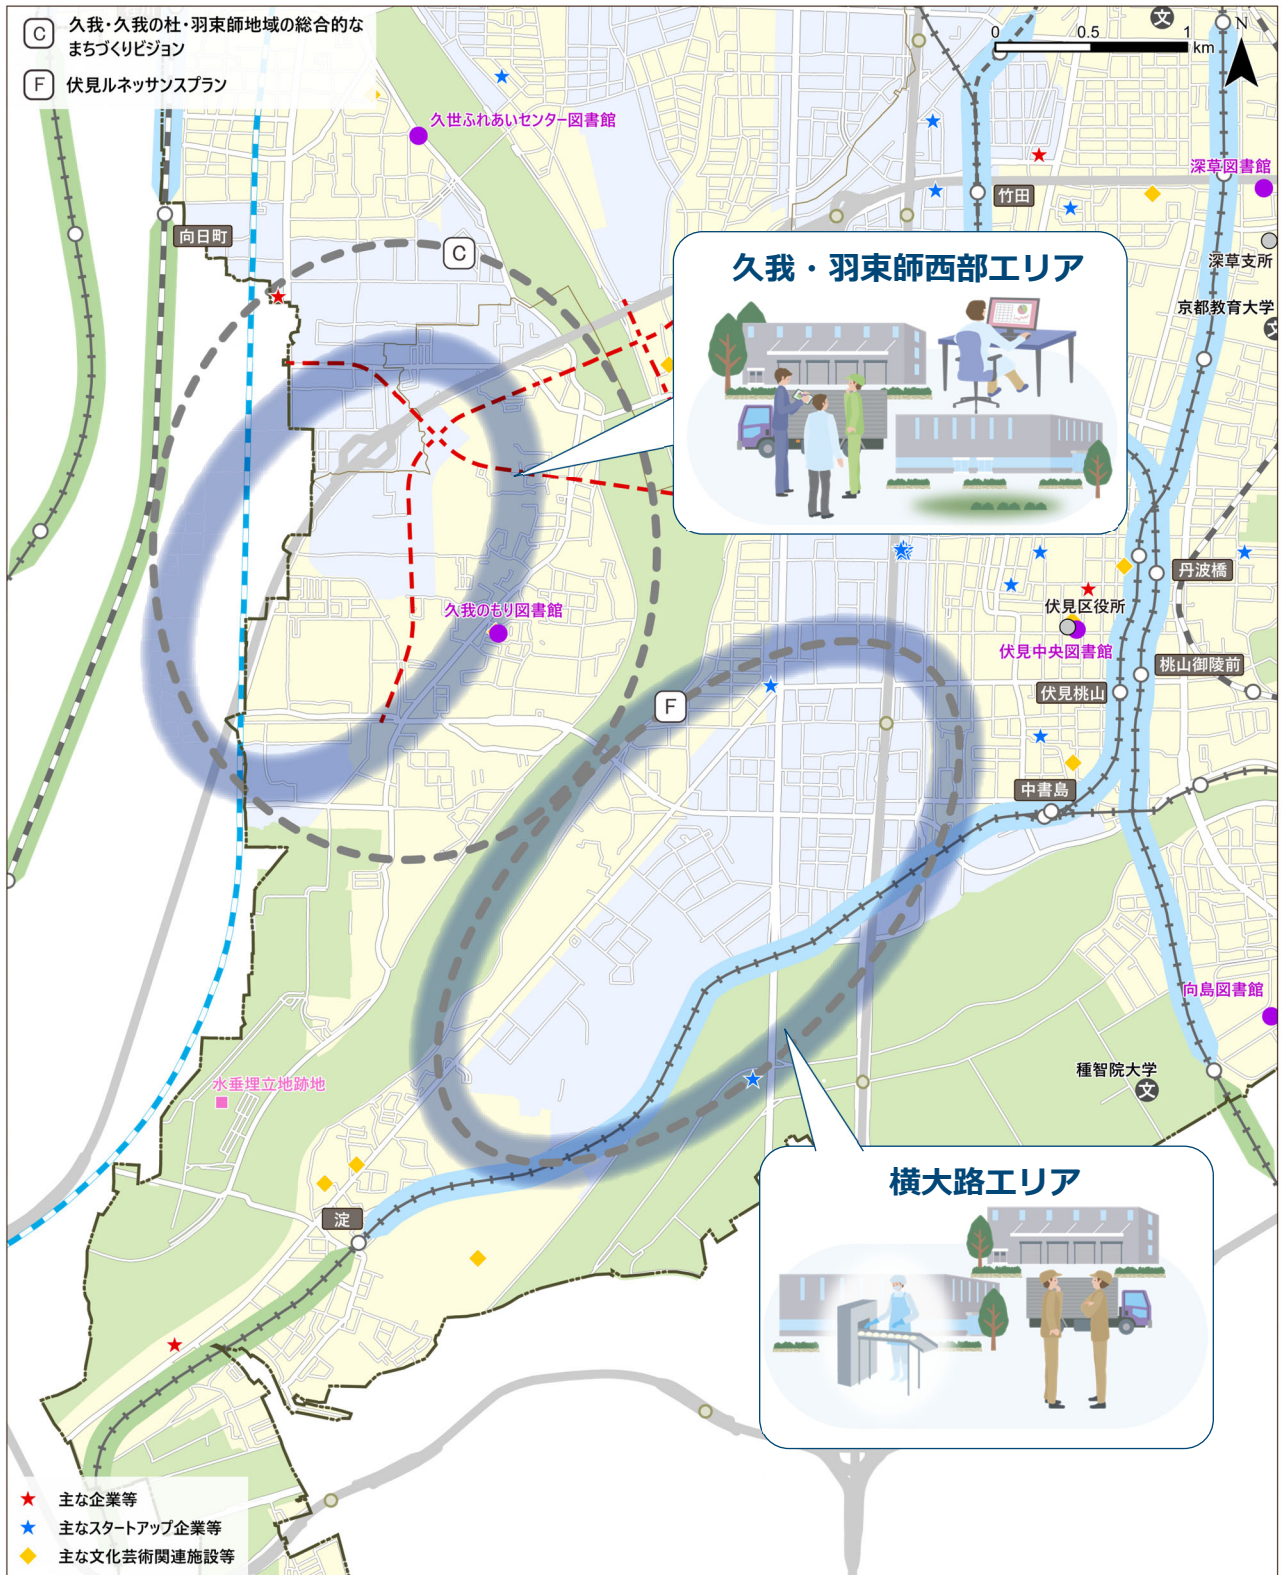 C 久我・久我の杜・羽束師地域の総合的な
まちづくりビジョン
F 伏見ルネッサンスプラン
0 0.5 1
km
N
文
久世ふれあいセンター図書館
深草図書館
竹田
向日町
C
深草支所
京都教育大学
文
久我・羽束師西部エリア
丹波橋
久我のもり図書館
伏見区役所
伏見中央図書館
桃山御陵前
伏見桃山
F
中書島
向島図書館
種智院大学
文
水垂埋立地跡地
横大路エリア
淀
主な企業等
主なスタートアップ企業等
主な文化芸術関連施設等